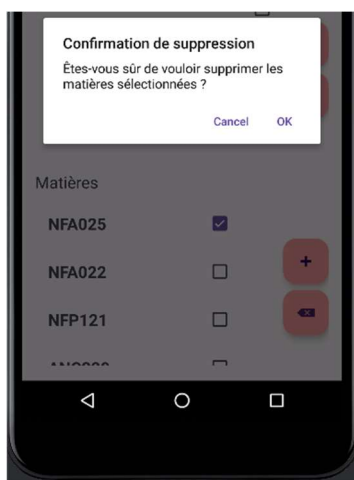 Confirmation de suppression
Êtes-vous sûr de vouloir supprimer les
matières sélectionnées ?
Cancel OK
Matières
NFA025
NFA022
+
NFP121